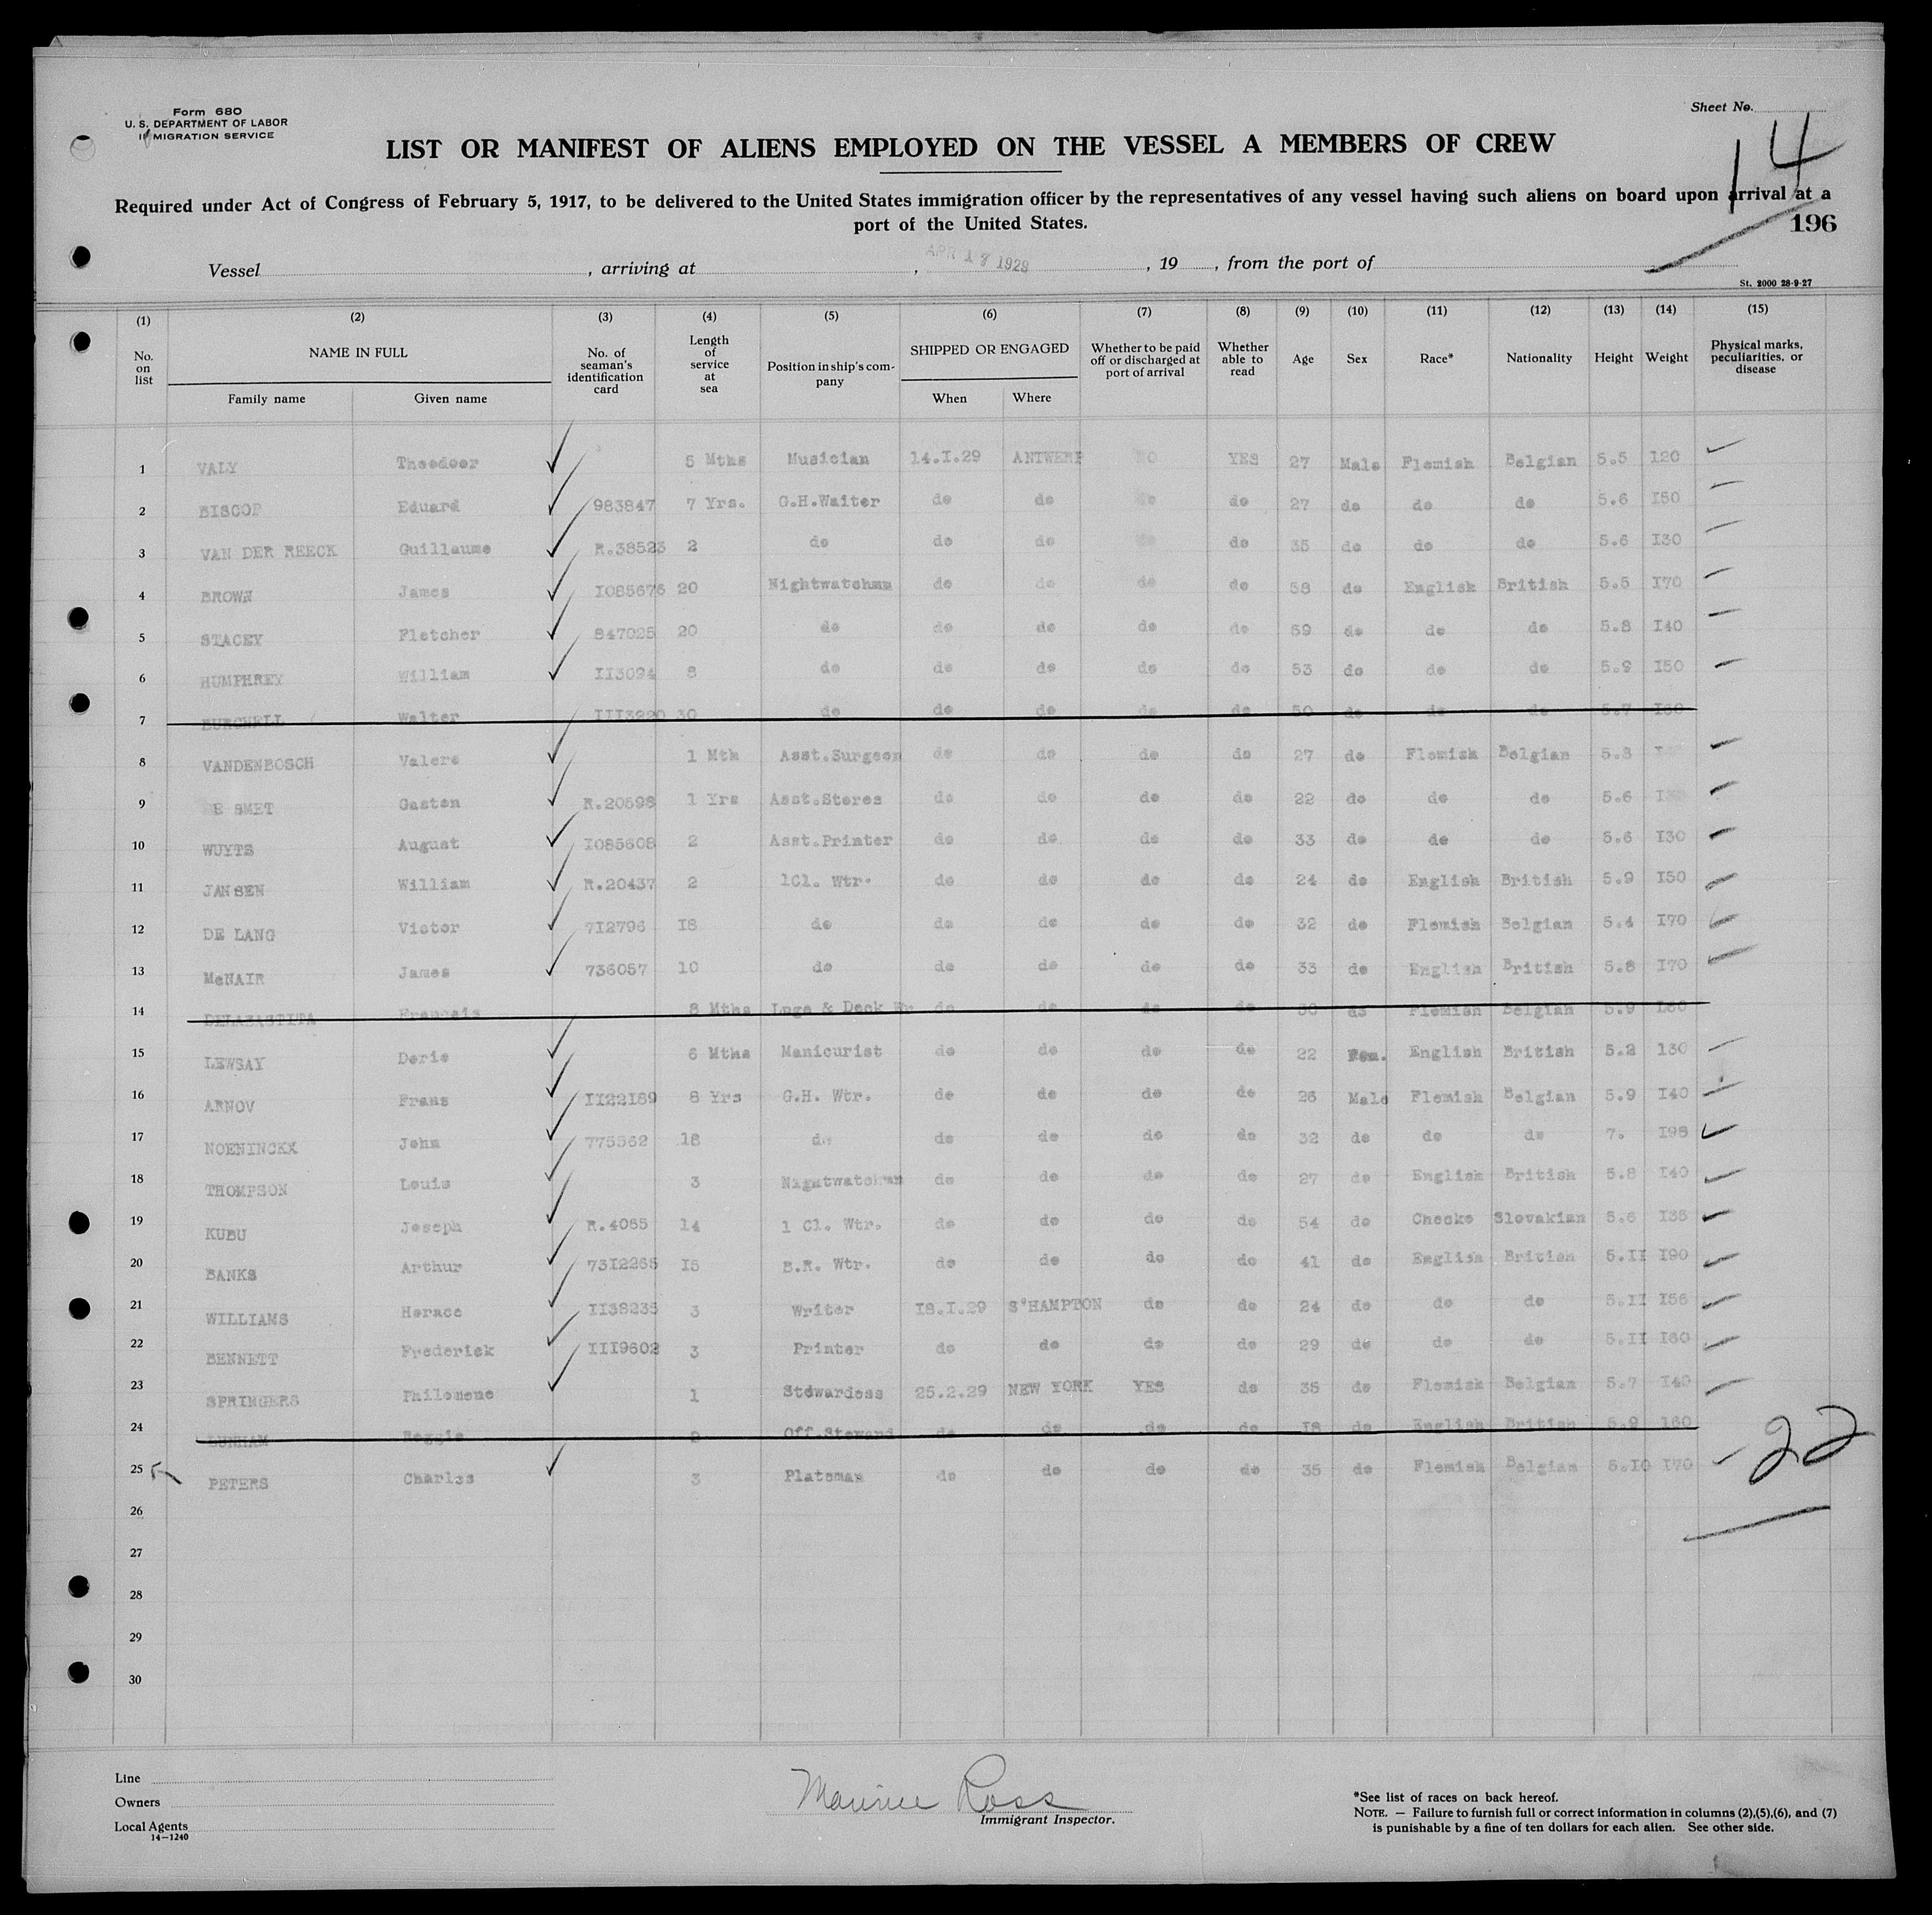 Form 680
U. S. DEPARTMENT OF LABOR
IMMIGRATION SERVICE
Sheet No.
14
LIST OR MANIFEST OF ALIENS EMPLOYED ON THE VESSEL A MEMBERS OF CREW
Required under Act of Congress of February 5, 1917, to be delivered to the United States immigration officer by the representatives of any vessel having such aliens on board upon arrival at a
port of the United States.
196
Vessel , arriving at , APR 1 1929 , 19 , from the port of
St. 2000 28-9-27
(1) (2) (3) (4) (5) (6) (7) (8) (9) (10) (11) (12) (13) (14) (15)
No. on list NAME IN FULL Family name Given name No. of seaman's identification card Length of service at sea Position in ship's company SHIPPED OR ENGAGED When Where Whether to be paid off or discharged at port of arrival Whether able to read Age Sex Race* Nationality Height Weight Physical marks, peculiarities, or disease
1 VALY Theodoor 5 Mths Musician 14.I.29 ANTWERP YES 27 Male Flemish Belgian 5.5 120
2 BISCOP Eduard 983847 7 Yrs. G.H.Waiter do do do do 27 do do do 5.6 I50
3 VAN DER REECK Guillaume R.38523 2 do do do do do 35 do do do 5.6 I30
4 BROWN James I085676 20 Nightwatchmn do do do do 58 do English British 5.5 I70
5 STACEY Fletcher 847025 20 do do do do do 59 do do do 5.8 I40
6 HUMPHREY William II3094 8 do do do do do 53 do do do 5.9 I50
7 BURCHELL Walter III3220 30 do do do do do 50 do do do 5.7 I60
8 VANDENBOSCH Valere 1 Mth Asst.Surgeon do do do do 27 do Flemish Belgian 5.8
9 DE SMET Gaston R.20598 1 Yrs Asst.Stores do do do do 22 do do do 5.6
10 WUYTS August I085608 2 Asst.Printer do do do do 33 do do do 5.6 I30
11 JANSEN William R.20437 2 1Cl. Wtr. do do do do 24 do English British 5.9 I50
12 DE LANG Victor 7I2796 I8 do do do do do 32 do Flemish Belgian 5.4 I70
13 McNAIR James 736057 10 do do do do do 33 do English British 5.8 I70
14 Francois 8 Mths Lnge & Deck do do do do 30 do Flemish Belgian 5.9 I60
15 LEWSAY Doris 6 Mths Manicurist do do do do 22 Fem. English British 5.2 130
16 ARNOV Frans II22I89 8 Yrs G.H. Wtr. do do do do 26 Male Flemish Belgian 5.9 I40
17 NOENINCKX John 775562 18 do do do do do 32 do do do 7. I98
18 THOMPSON Louis 3 Nightwatchman do do do do 27 do English British 5.8 I40
19 KUBU Joseph R.4085 14 1 Cl. Wtr. do do do do 54 do Checko Slovakian 5.6 I35
20 BANKS Arthur 73I2265 I5 B.R. Wtr. do do do do 41 do English British 5.II I90
21 WILLIAMS Horace II38235 3 Writer I8.I.29 S'HAMPTON do do 24 do do do 5.II I56
22 BENNETT Frederick III9602 3 Printer do do do do 29 do do do 5.II I60
23 SPRINGERS Philomene 1 Stewardess 25.2.29 NEW YORK YES do 35 do Flemish Belgian 5.7 I40
24 DUNHAM Reggie 2 Off.Steward do do do do I8 do English British 5.9 160
25 PETERS Charles 3 Plateman do do do do 35 do Flemish Belgian 5.I0 I70
22
26
27
28
29
30
Line
Owners
Local Agents
14—1240
Maurice Ross
Immigrant Inspector.
*See list of races on back hereof.
NOTE. — Failure to furnish full or correct information in columns (2),(5),(6), and (7)
is punishable by a fine of ten dollars for each alien. See other side.